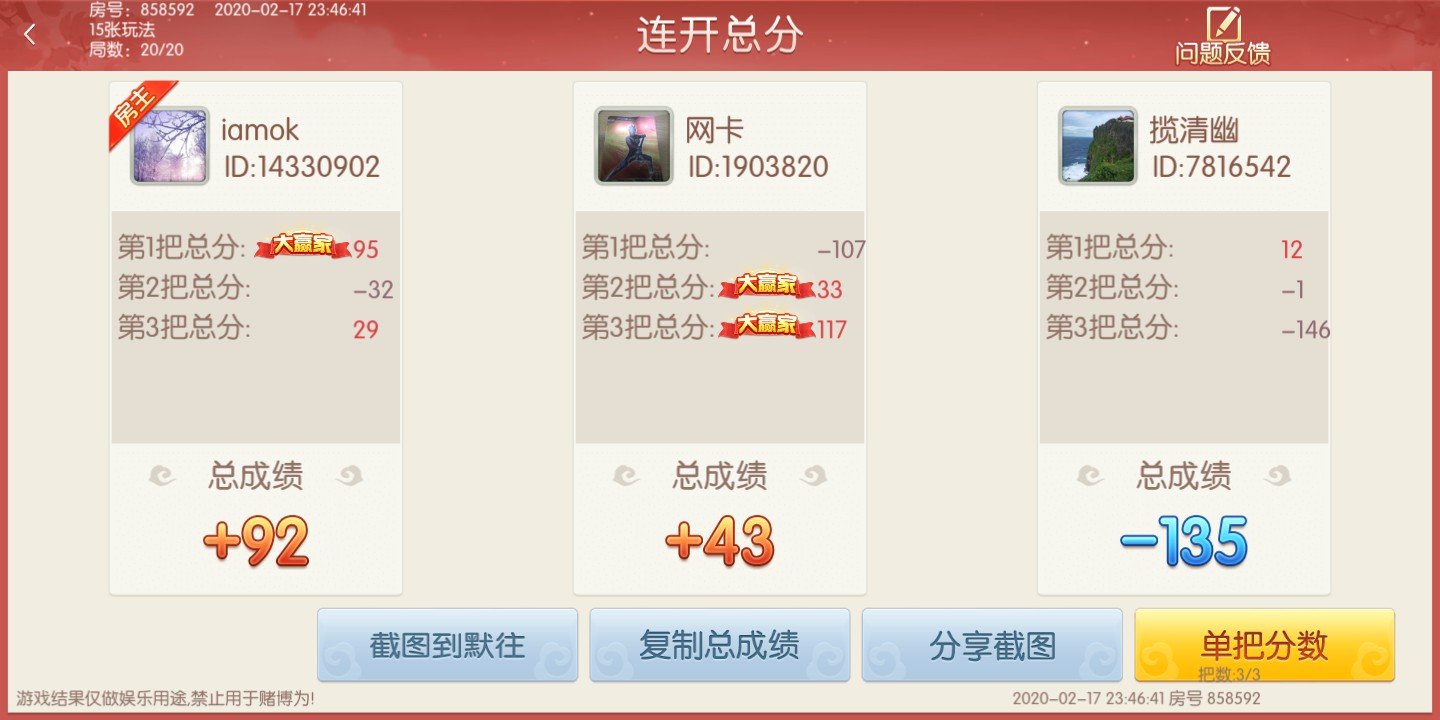 房号：858592 2020-02-17 23:46:41
15张玩法
局数：20/20
连开总分
问题反馈
房主
iamok
ID:14330902
第1把总分: 大赢家 95
第2把总分: -32
第3把总分: 29
总成绩
+92
网卡
ID:1903820
第1把总分: -107
第2把总分: 大赢家 33
第3把总分: 大赢家 117
总成绩
+43
揽清幽
ID:7816542
第1把总分: 12
第2把总分: -1
第3把总分: -146
总成绩
-135
截图到默往
复制总成绩
分享截图
单把分数
把数:3/3
游戏结果仅做娱乐用途,禁止用于赌博为!
2020-02-17 23:46:41 房号 858592